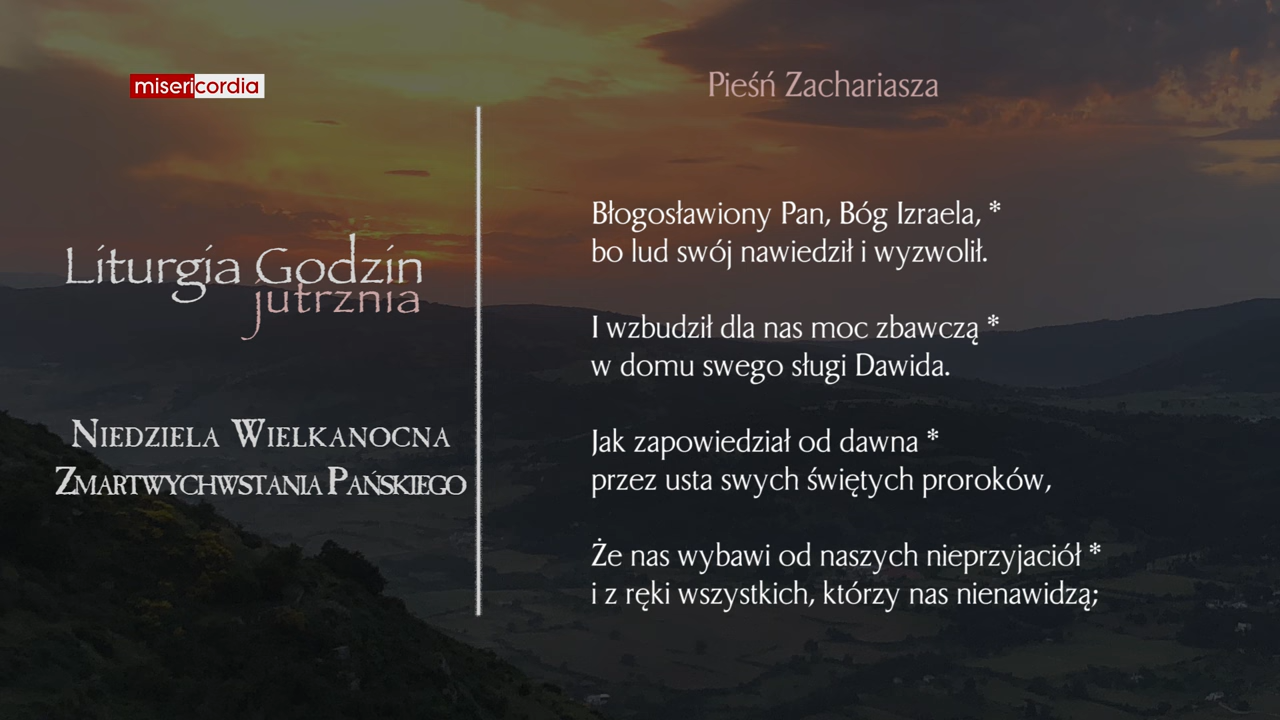 misericordia
Liturgia Godzin
jutrznia
Niedziela Wielkanocna
Zmartwychwstania Pańskiego
Pieśń Zachariasza
Błogosławiony Pan, Bóg Izraela, *
bo lud swój nawiedził i wyzwolił.
I wzbudził dla nas moc zbawczą *
w domu swego sługi Dawida.
Jak zapowiedział od dawna *
przez usta swych świętych proroków,
Że nas wybawi od naszych nieprzyjaciół *
i z ręki wszystkich, którzy nas nienawidzą;